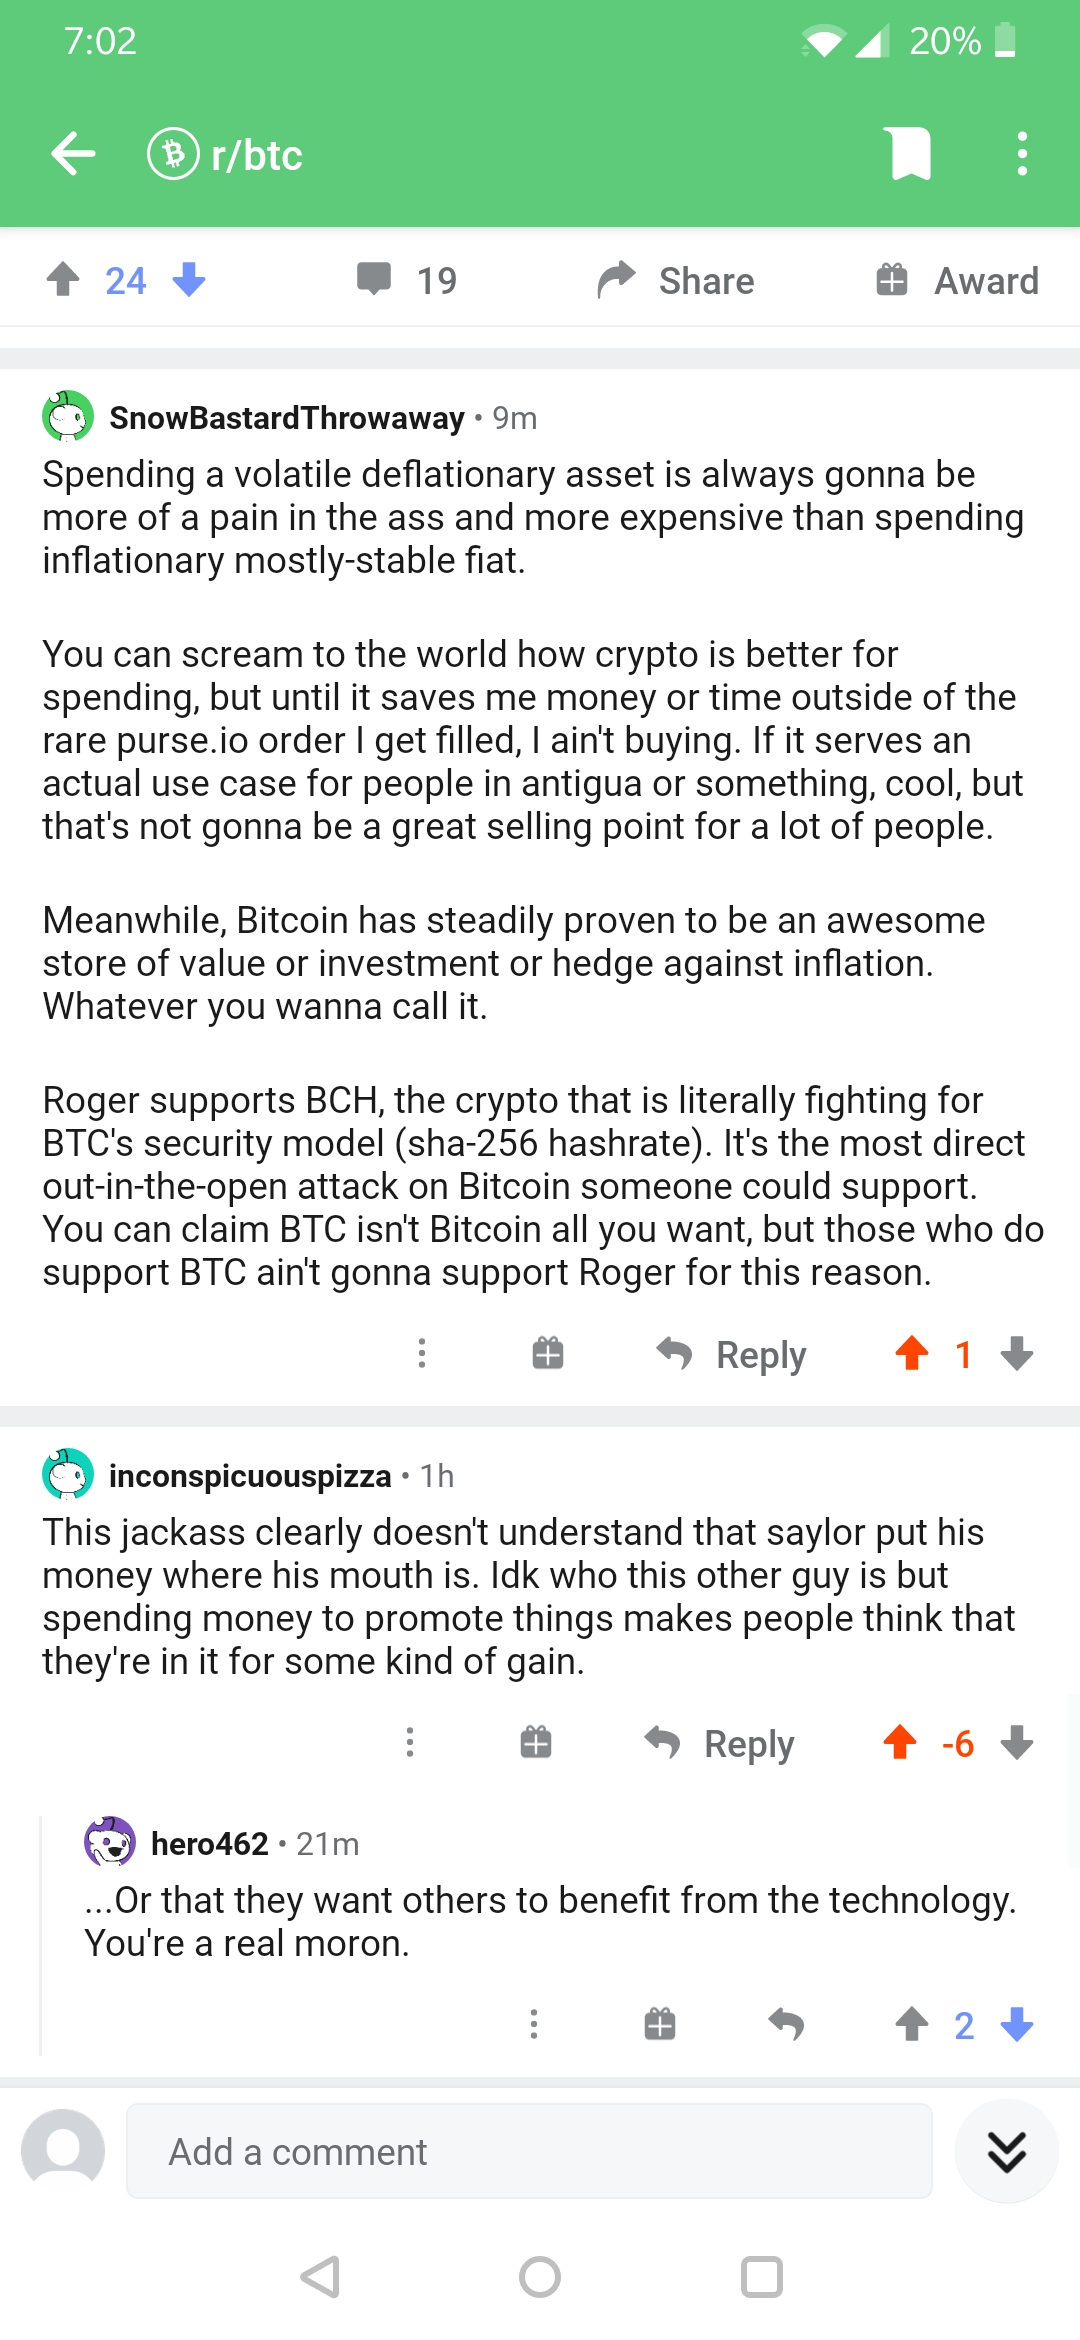 7:02
20%
r/btc
24
19
Share
Award
SnowBastardThrowaway • 9m
Spending a volatile deflationary asset is always gonna be
more of a pain in the ass and more expensive than spending
inflationary mostly-stable fiat.
You can scream to the world how crypto is better for
spending, but until it saves me money or time outside of the
rare purse.io order I get filled, I ain't buying. If it serves an
actual use case for people in antigua or something, cool, but
that's not gonna be a great selling point for a lot of people.
Meanwhile, Bitcoin has steadily proven to be an awesome
store of value or investment or hedge against inflation.
Whatever you wanna call it.
Roger supports BCH, the crypto that is literally fighting for
BTC's security model (sha-256 hashrate). It's the most direct
out-in-the-open attack on Bitcoin someone could support.
You can claim BTC isn't Bitcoin all you want, but those who do
support BTC ain't gonna support Roger for this reason.
Reply
1
inconspicuouspizza • 1h
This jackass clearly doesn't understand that saylor put his
money where his mouth is. Idk who this other guy is but
spending money to promote things makes people think that
they're in it for some kind of gain.
Reply
-6
hero462 • 21m
...Or that they want others to benefit from the technology.
You're a real moron.
2
Add a comment